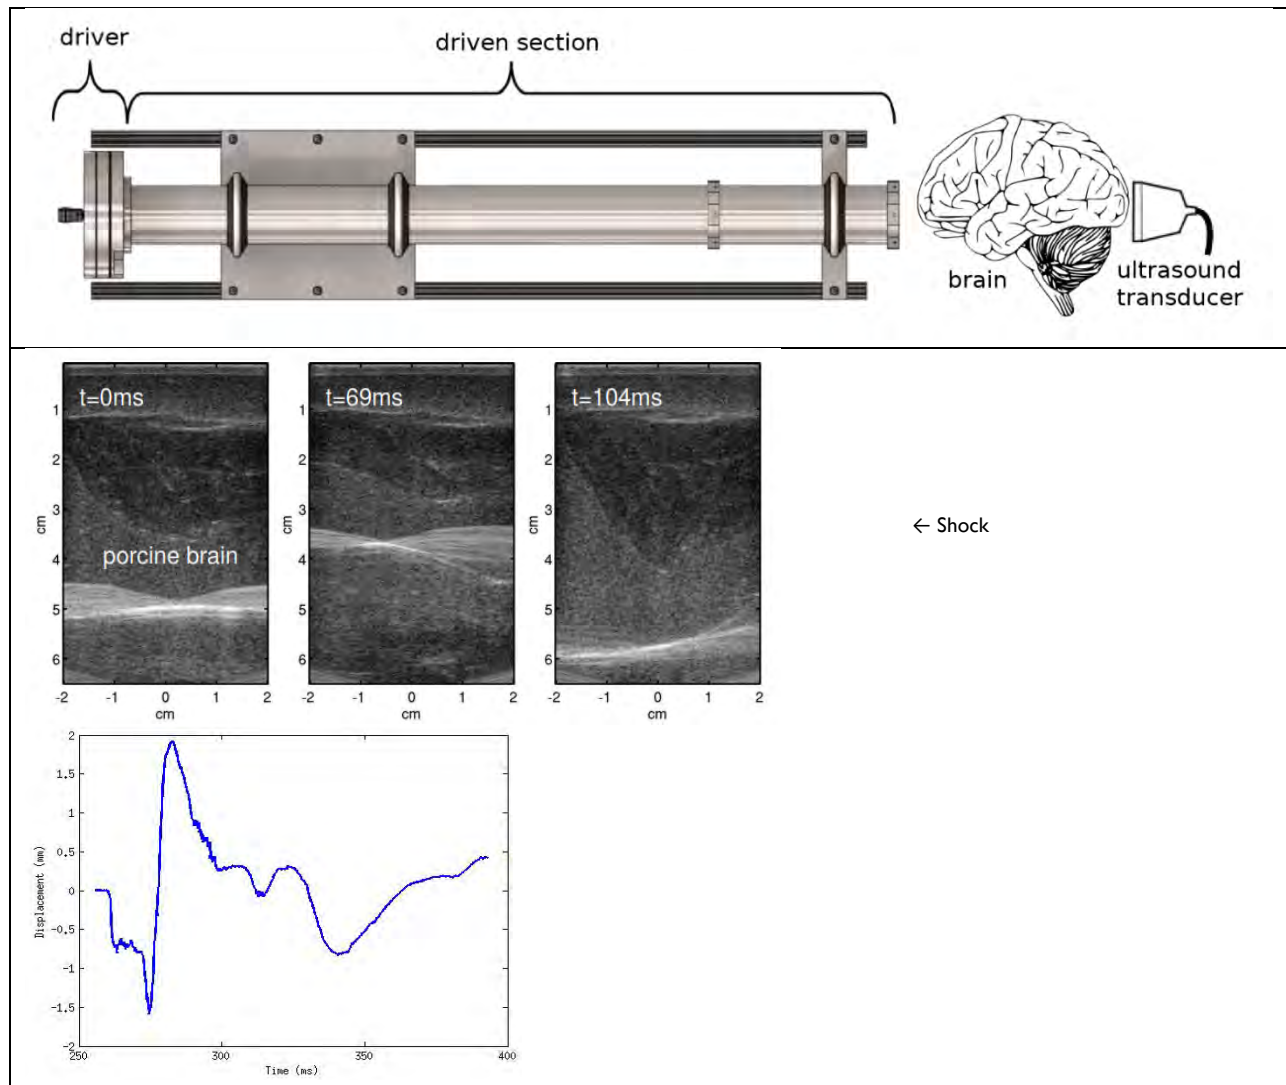 driver
driven section
brain
ultrasound
transducer
t=0ms
t=69ms
t=104ms
1
2
3
4
5
6
cm
porcine brain
-2
-1
0
1
2
cm
1
2
3
4
5
6
cm
-2
-1
0
1
2
cm
1
2
3
4
5
6
cm
-2
-1
0
1
2
cm
← Shock
2
1.5
1
0.5
0
-0.5
-1
-1.5
-2
Displacement (mm)
250
300
350
400
Time (ms)